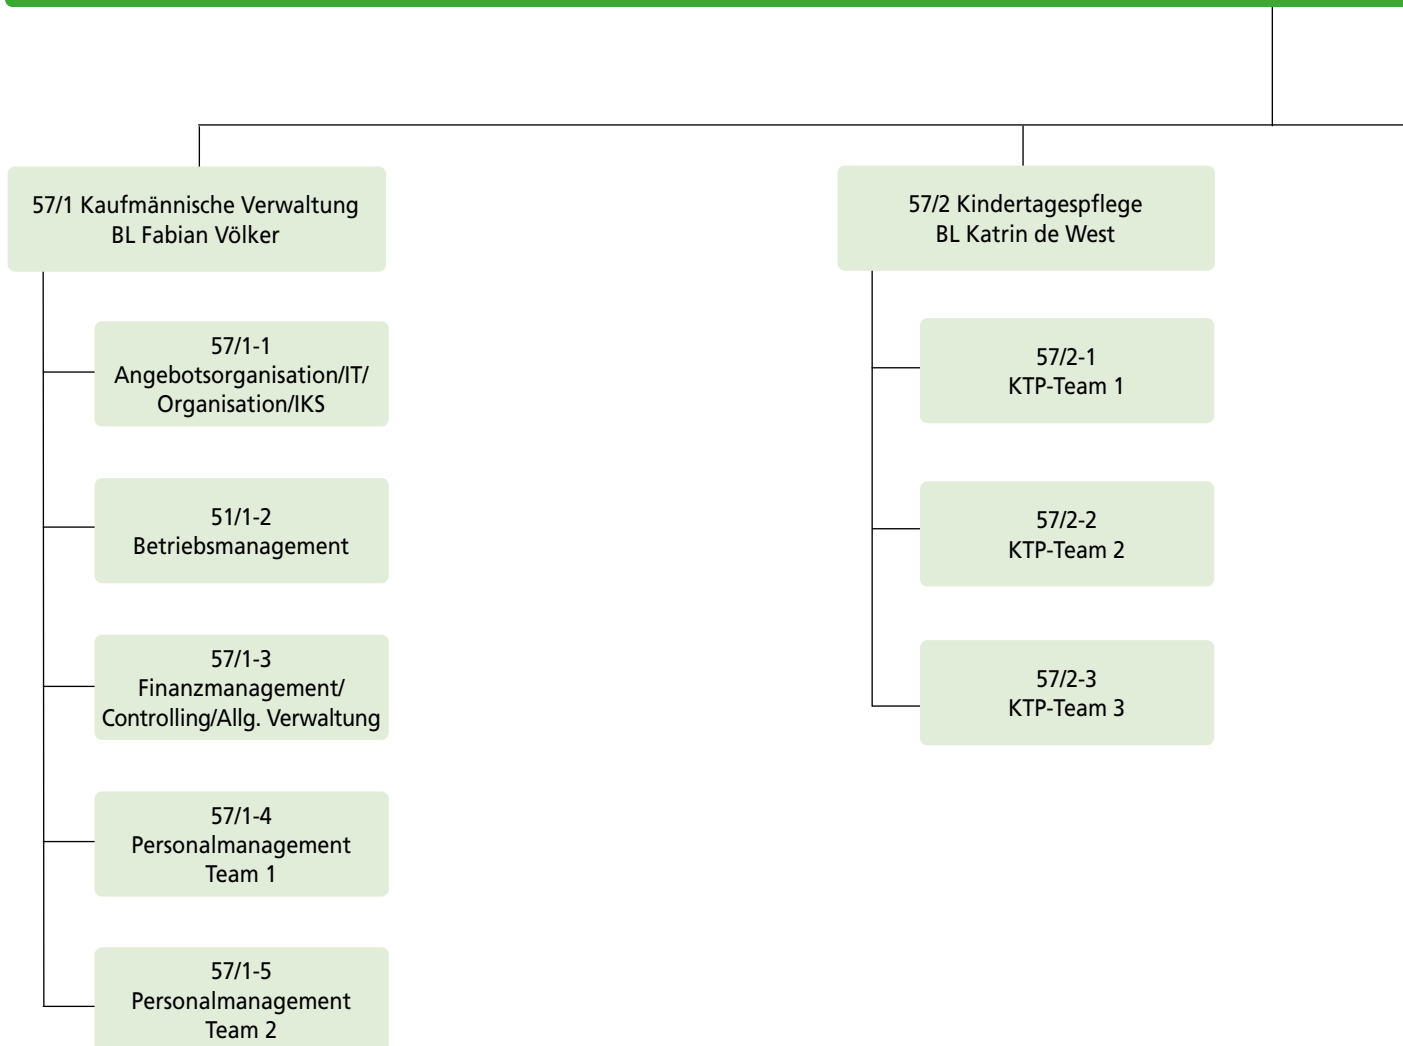 57/1 Kaufmännische Verwaltung
BL Fabian Völker
57/1-1
Angebotsorganisation/IT/
Organisation/IKS
51/1-2
Betriebsmanagement
57/1-3
Finanzmanagement/
Controlling/Allg. Verwaltung
57/1-4
Personalmanagement
Team 1
57/1-5
Personalmanagement
Team 2
57/2 Kindertagespflege
BL Katrin de West
57/2-1
KTP-Team 1
57/2-2
KTP-Team 2
57/2-3
KTP-Team 3